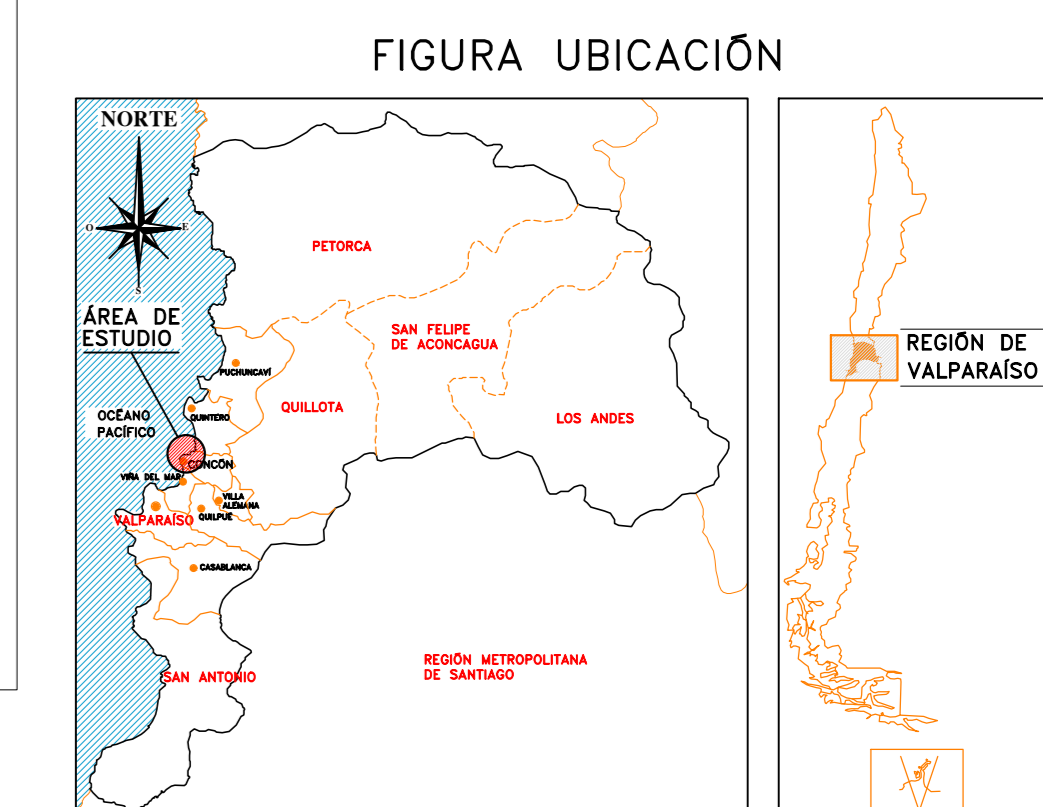 FIGURA UBICACIÓN
NORTE
O
E
S
ÁREA DE
ESTUDIO
OCÉANO
PACÍFICO
PETORCA
SAN FELIPE
DE ACONCAGUA
PUCHUNCAVÍ
QUILLOTA
QUINTERO
LOS ANDES
CONCÓN
VIÑA DEL MAR
VILLA
ALEMANA
QUILPUÉ
VALPARAÍSO
CASABLANCA
SAN ANTONIO
REGIÓN METROPOLITANA
DE SANTIAGO
REGIÓN DE
VALPARAÍSO